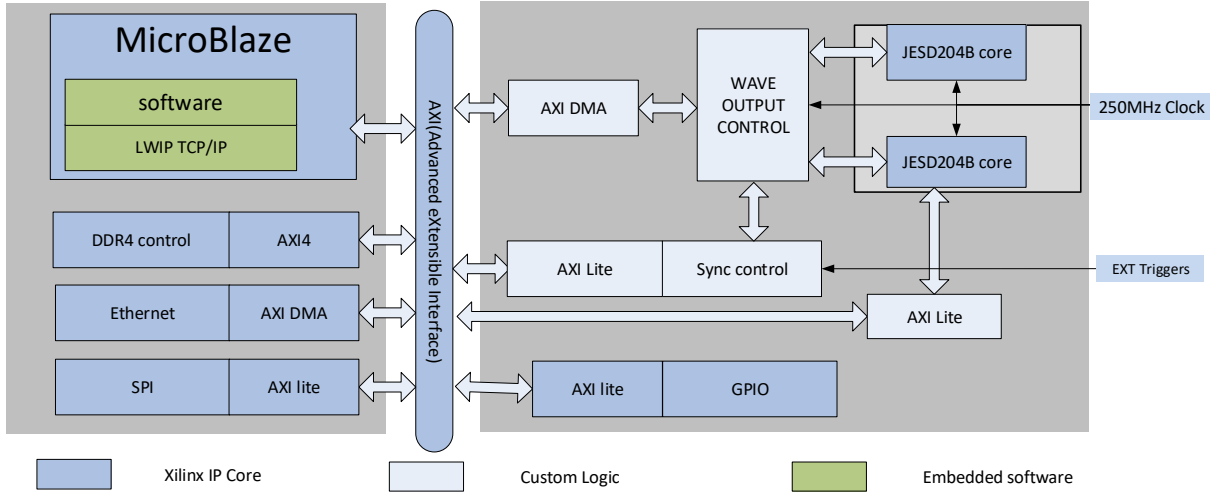 MicroBlaze
software
LWIP TCP/IP
DDR4 control
AXI4
Ethernet
AXI DMA
SPI
AXI lite
AXI(Advanced eXtensible Interface)
AXI DMA
WAVE
OUTPUT
CONTROL
JESD204B core
JESD204B core
250MHz Clock
AXI Lite
Sync control
EXT Triggers
AXI Lite
AXI lite
GPIO
Xilinx IP Core
Custom Logic
Embedded software